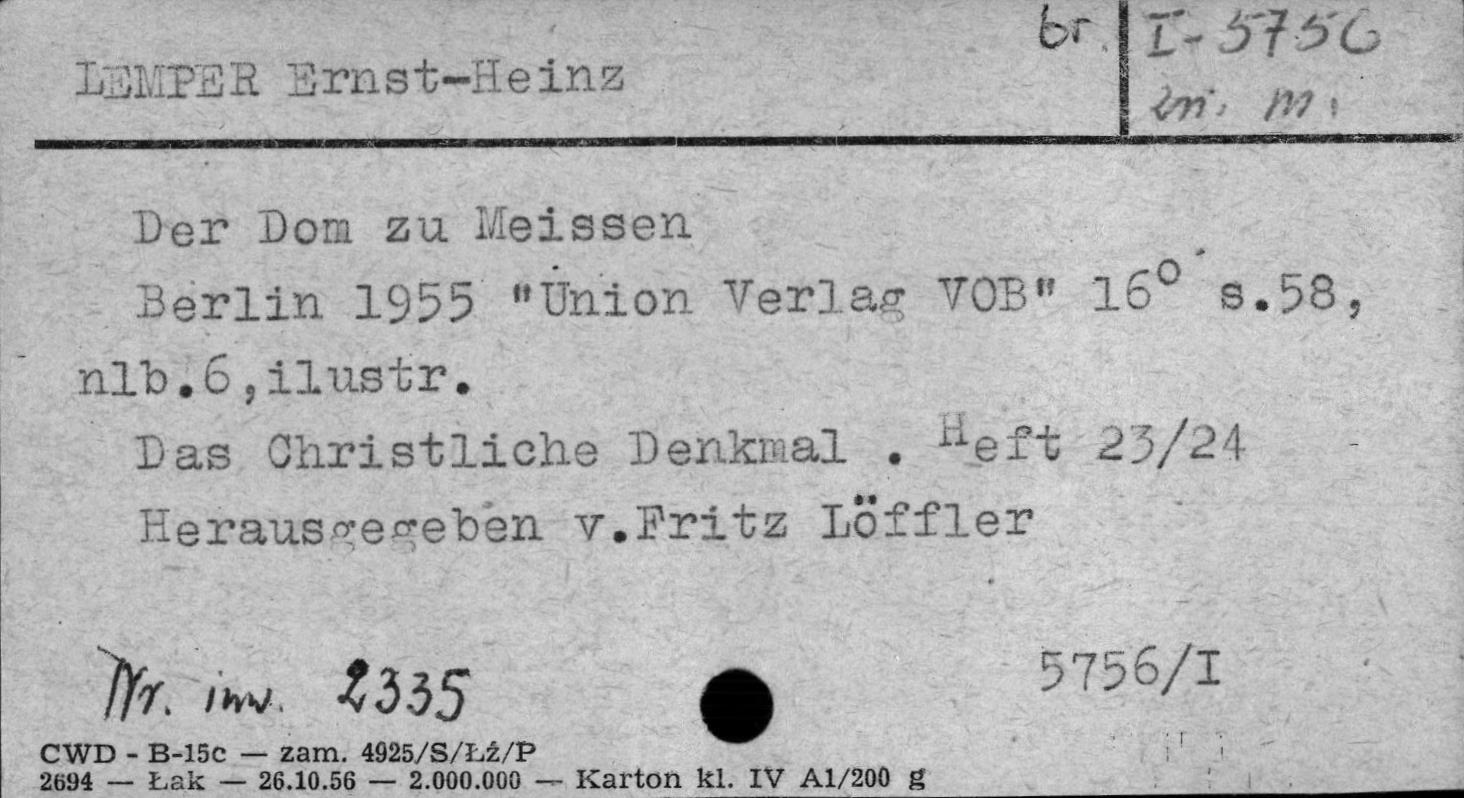 br. I-5756
LEMPER Ernst-Heinz
m.
Der Dom zu Meissen
Berlin 1955 "Union Verlag VOB" 16° s.58,
nlb.6,ilustr.
Das Christliche Denkmal . Heft 23/24
Herausgegeben v.Fritz Löffler
5756/I
Nr. inw. 2335
CWD - B-15c — zam. 4925/S/Łź/P
2694 — Łak — 26.10.56 — 2.000.000 — Karton kl. IV A1/200 g